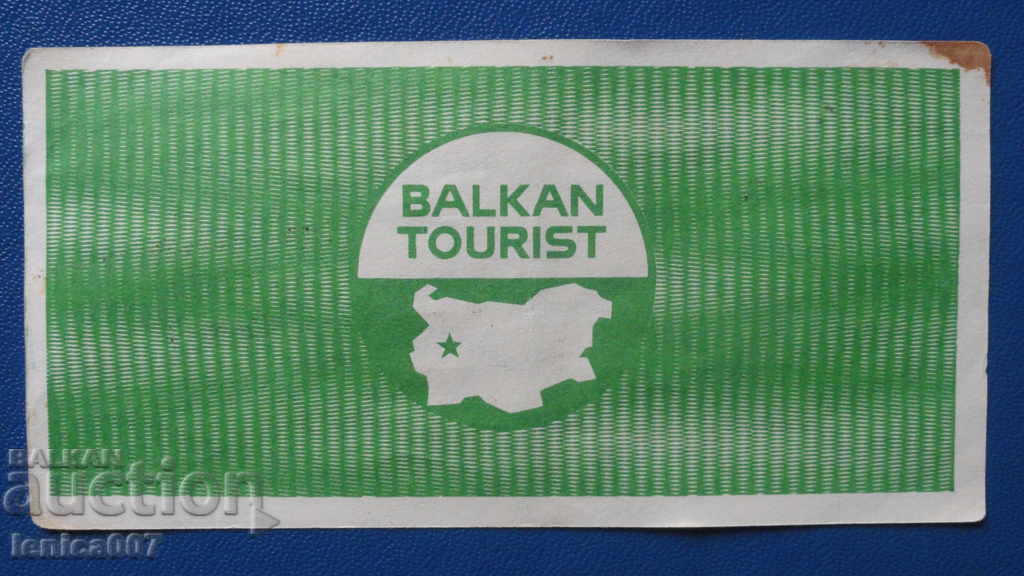 BALKAN
TOURIST
BALKAN
auction
lenica007